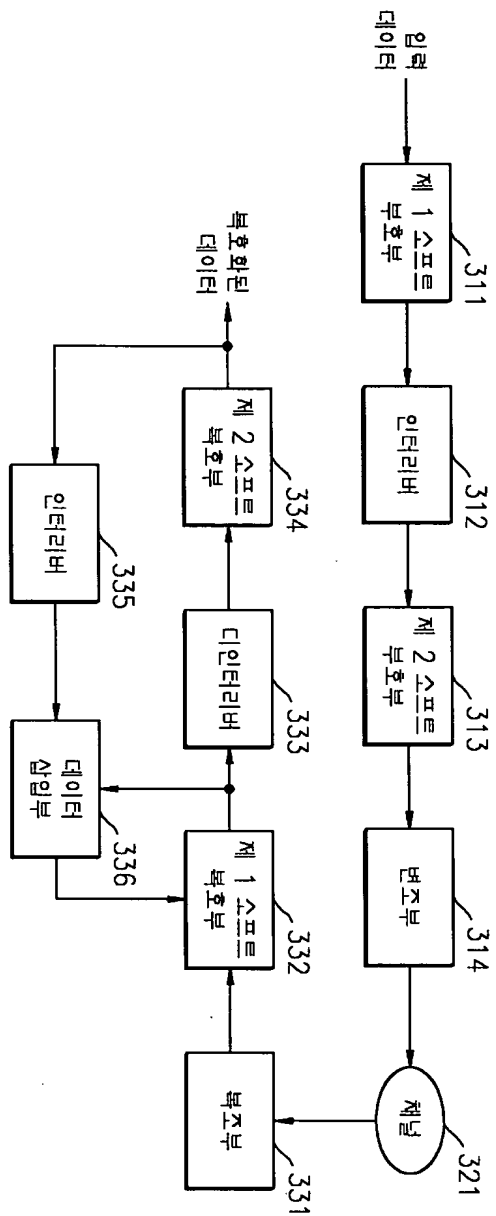 입력
데이터
제 1 소프트
부호부
311
인터리버
312
제 2 소프트
부호부
313
변조부
314
채널
321
복조부
331
제 1 소프트
복호부
332
디인터리버
333
제 2 소프트
복호부
334
복호화된
데이터
인터리버
335
데이터
삽입부
336